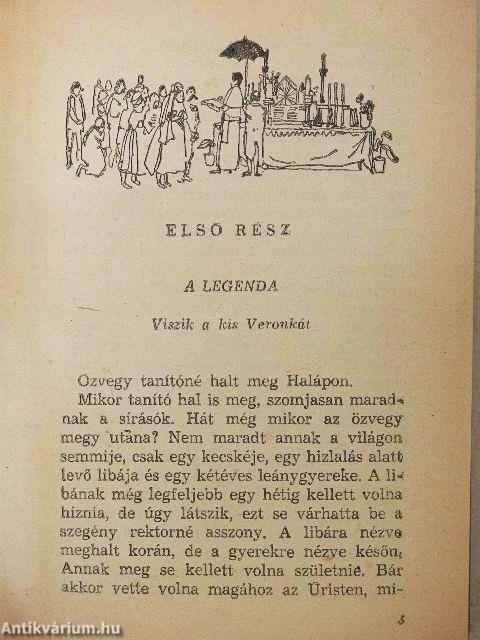 ELSŐ RÉSZ
A LEGENDA
Viszik a kis Veronkát
Özvegy tanítóné halt meg Halápon.
Mikor tanító hal is meg, szomjasan marad-
nak a sírásók. Hát még mikor az özvegy
megy utána? Nem maradt annak a világon
semmije, csak egy kecskéje, egy hizlalás alatt
levő libája és egy kétéves leánygyereke. A li-
bának még legfeljebb egy hétig kellett volna
híznia, de úgy látszik, ezt se várhatta be a
szegény rektorné asszony. A libára nézve
meghalt korán, de a gyerekre nézve későn.
Annak meg se kellett volna születnie. Bár
akkor vette volna magához az Úristen, mi-
5
Antikvárium.hu